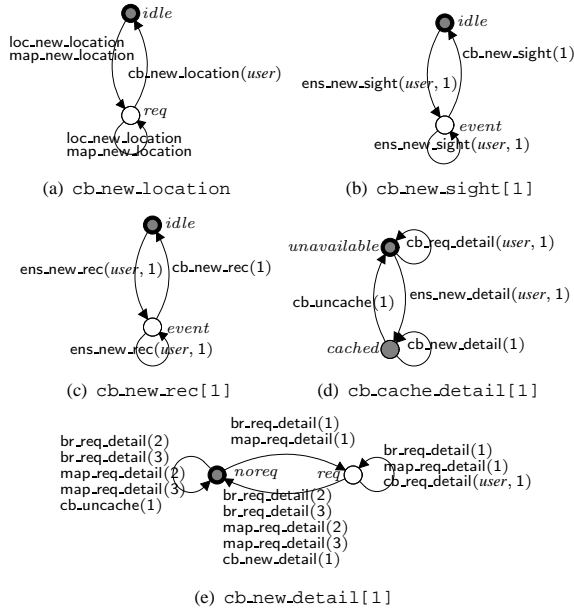 idle
loc_new_location
map_new_location
cb_new_location(user)
req
loc_new_location
map_new_location
(a) cb_new_location
idle
cb_new_sight(1)
ens_new_sight(user, 1)
event
ens_new_sight(user, 1)
(b) cb_new_sight[1]
idle
ens_new_rec(user, 1)
cb_new_rec(1)
event
ens_new_rec(user, 1)
(c) cb_new_rec[1]
unavailable
cb_req_detail(user, 1)
cb_uncache(1)
ens_new_detail(user, 1)
cached
cb_new_detail(1)
(d) cb_cache_detail[1]
br_req_detail(2)
br_req_detail(3)
map_req_detail(2)
map_req_detail(3)
cb_uncache(1)
noreq
br_req_detail(1)
map_req_detail(1)
req
br_req_detail(1)
map_req_detail(1)
cb_req_detail(user, 1)
br_req_detail(2)
br_req_detail(3)
map_req_detail(2)
map_req_detail(3)
cb_new_detail(1)
(e) cb_new_detail[1]